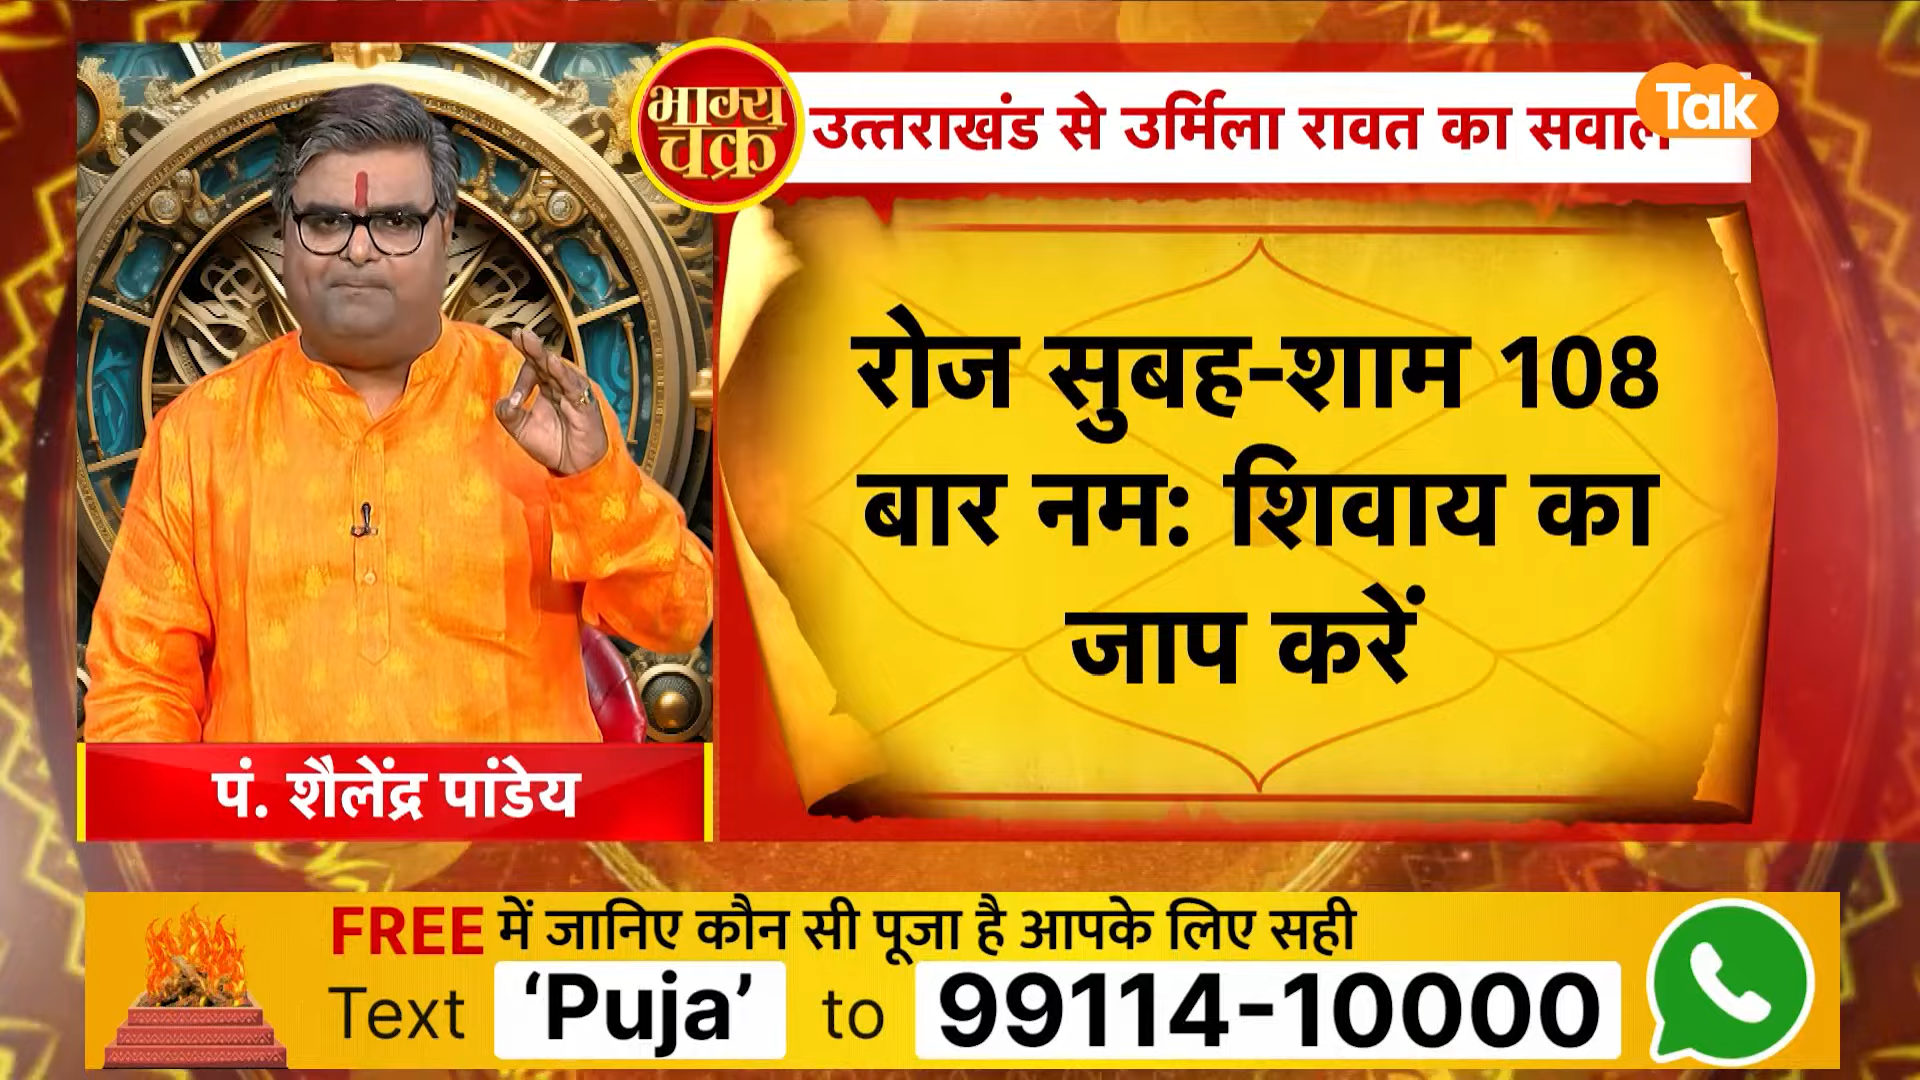 भाग्य
चक्र
उत्तराखंड से उर्मिला रावत का सवाल
Tak
रोज सुबह-शाम 108
बार नम: शिवाय का
जाप करें
पं. शैलेंद्र पांडेय
FREE में जानिए कौन सी पूजा है आपके लिए सही
Text 'Puja' to 99114-10000